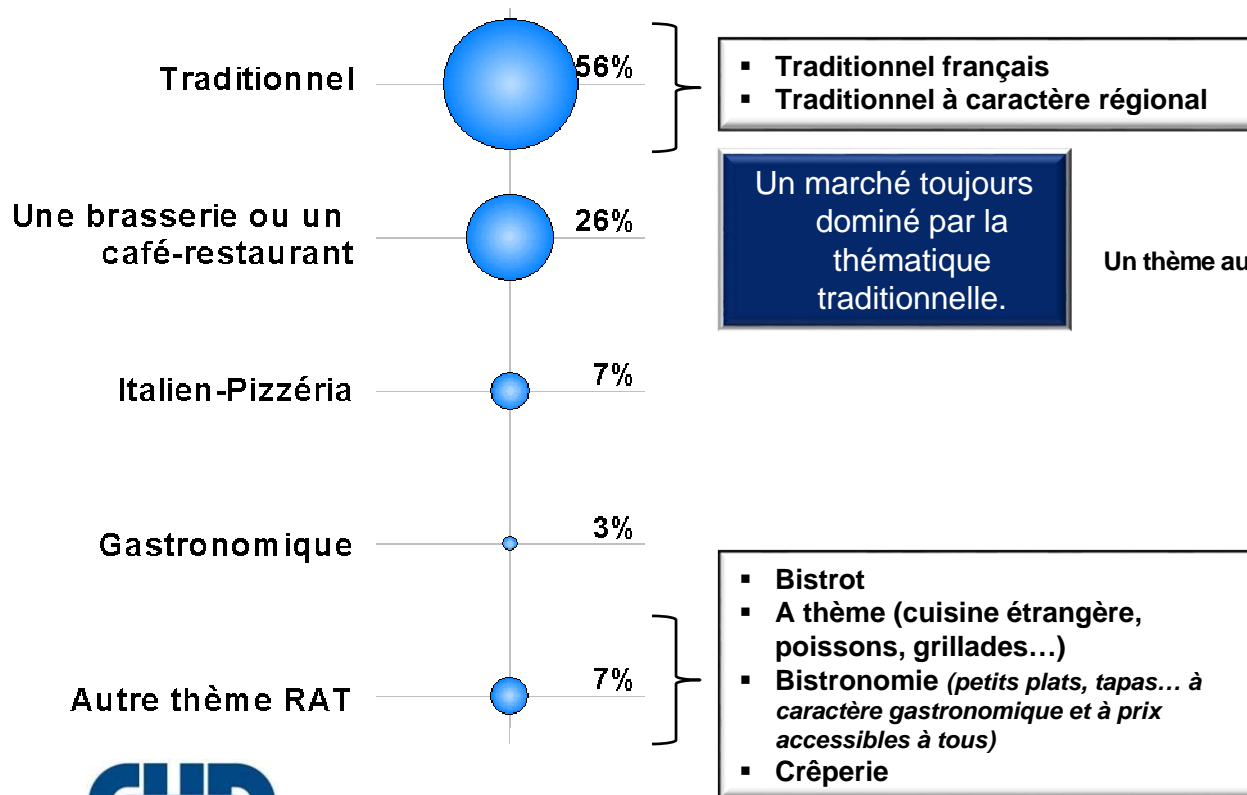 Traditionnel
56%
▪ Traditionnel français
▪ Traditionnel à caractère régional
Un marché toujours
dominé par la
thématique
traditionnelle.
Un thème au
Une brasserie ou un
café-restaurant
26%
Italien-Pizzéria
7%
Gastronomique
3%
Autre thème RAT
7%
▪ Bistrot
▪ A thème (cuisine étrangère,
poissons, grillades…)
▪ Bistronomie (petits plats, tapas… à
caractère gastronomique et à prix
accessibles à tous)
▪ Crêperie